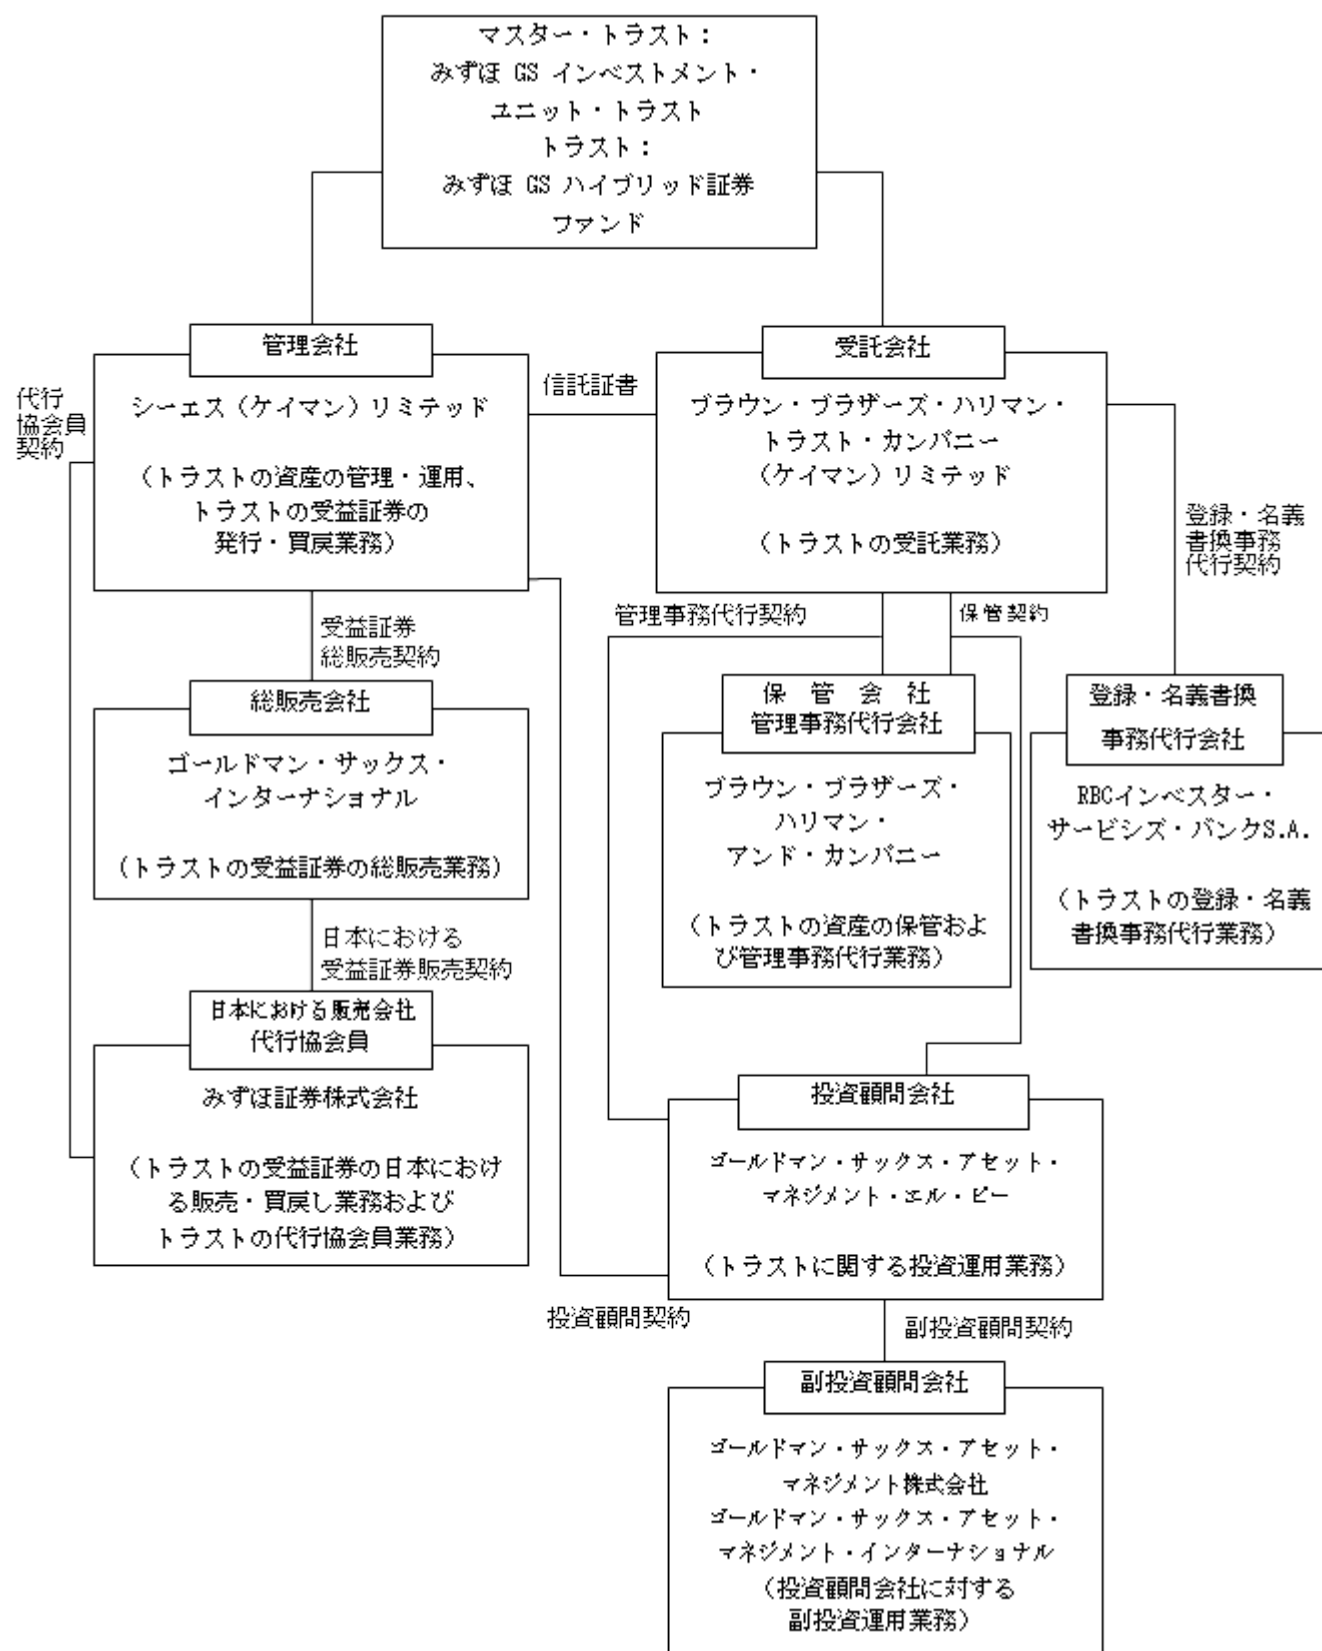 マスター・トラスト：
みずほ GS インベストメント・
ユニット・トラスト
トラスト：
みずほ GS ハイブリッド証券
ファンド
管理会社
シーエス（ケイマン）リミテッド
（トラストの資産の管理・運用、
トラストの受益証券の
発行・買戻業務）
代行
協会員
契約
信託証書
受託会社
ブラウン・ブラザーズ・ハリマン・
トラスト・カンパニー
（ケイマン）リミテッド
（トラストの受託業務）
登録・名義
書換事務
代行契約
受益証券
総販売契約
管理事務代行契約
保管契約
総販売会社
ゴールドマン・サックス・
インターナショナル
（トラストの受益証券の総販売業務）
保 管 会 社
管理事務代行会社
ブラウン・ブラザーズ・
ハリマン・
アンド・カンパニー
（トラストの資産の保管およ
び管理事務代行業務）
登録・名義書換
事務代行会社
RBCインベスター・
サービシズ・バンクS.A.
（トラストの登録・名義
書換事務代行業務）
日本における
受益証券販売契約
日本における販売会社
代行協会員
みずほ証券株式会社
（トラストの受益証券の日本におけ
る販売・買戻し業務および
トラストの代行協会員業務）
投資顧問会社
ゴールドマン・サックス・アセット・
マネジメント・エル・ピー
（トラストに関する投資運用業務）
投資顧問契約
副投資顧問契約
副投資顧問会社
ゴールドマン・サックス・アセット・
マネジメント株式会社
ゴールドマン・サックス・アセット・
マネジメント・インターナショナル
（投資顧問会社に対する
副投資運用業務）